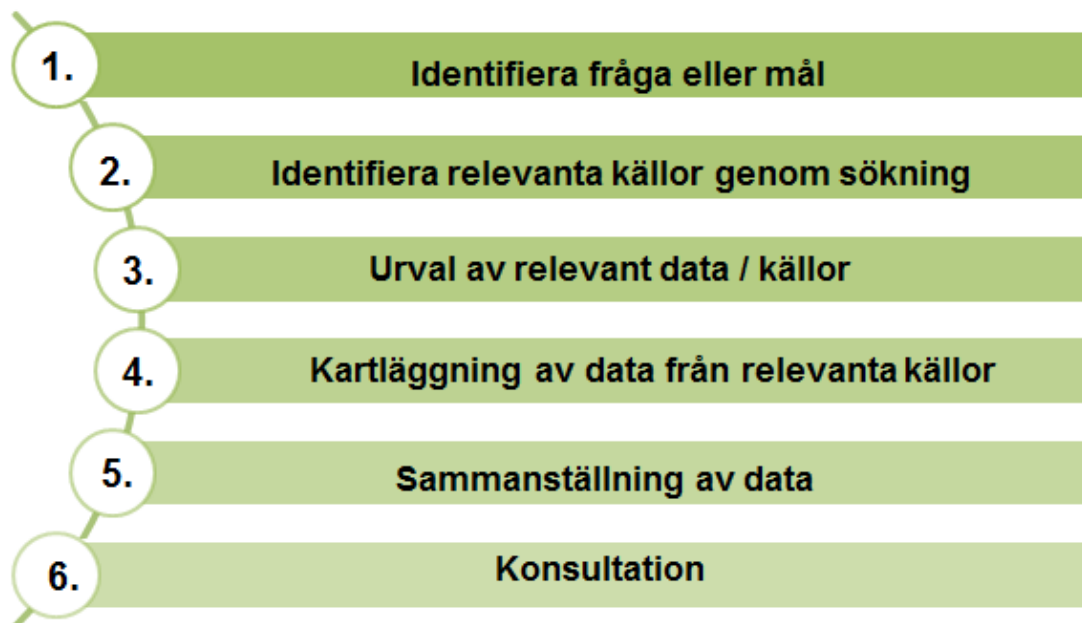 1. Identifiera fråga eller mål
2. Identifiera relevanta källor genom sökning
3. Urval av relevant data / källor
4. Kartläggning av data från relevanta källor
5. Sammanställning av data
6. Konsultation